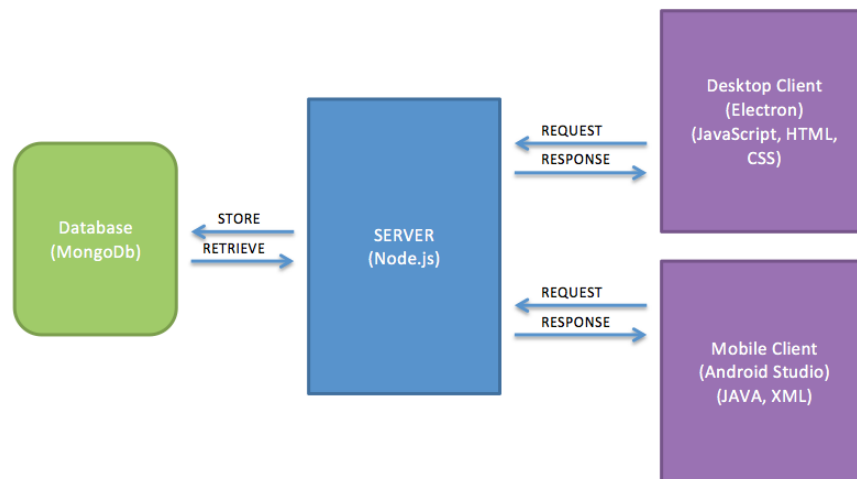 Database
(MongoDb)
STORE
RETRIEVE
SERVER
(Node.js)
REQUEST
RESPONSE
Desktop Client
(Electron)
(JavaScript, HTML,
CSS)
REQUEST
RESPONSE
Mobile Client
(Android Studio)
(JAVA, XML)